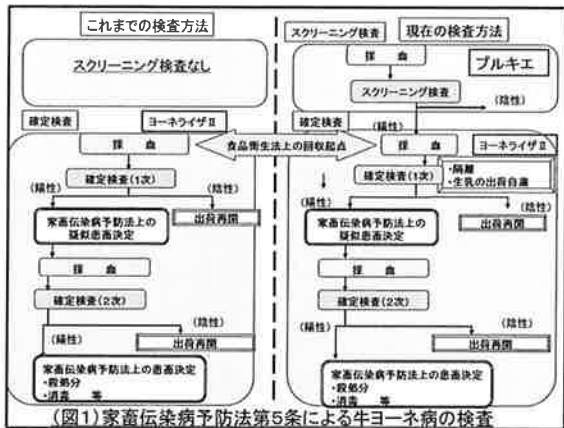 これまでの検査方法
スクリーニング検査なし
確定検査
ヨーネライザⅡ
採　血
確定検査(1次)
(陽性)
(陰性)
家畜伝染病予防法上の
疑似患畜決定
出荷再開
採　血
確定検査(2次)
(陽性)
(陰性)
出荷再開
家畜伝染病予防法上の患畜決定
・殺処分
・消毒　等
食品衛生法上の回収起点
スクリーニング検査
現在の検査方法
採　血
ブルキエ
スクリーニング検査
(陰性)
(陽性)
確定検査
ヨーネライザⅡ
採　血
確定検査(1次)
・隔離
・生乳の出荷自粛
(陽性)
(陰性)
家畜伝染病予防法上の
疑似患畜決定
出荷再開
採　血
確定検査(2次)
(陽性)
(陰性)
出荷再開
家畜伝染病予防法上の患畜決定
・殺処分
・消毒　等
(図1)家畜伝染病予防法第5条による牛ヨーネ病の検査